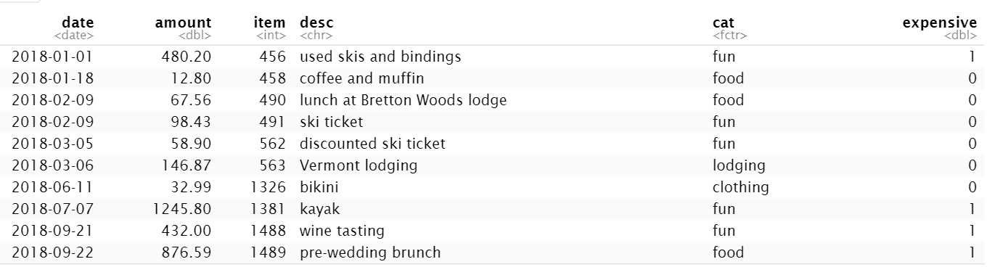 date amount item desc cat expensive
<date> <dbl> <int> <chr> <fctr> <dbl>
2018-01-01 480.20 456 used skis and bindings fun 1
2018-01-18 12.80 458 coffee and muffin food 0
2018-02-09 67.56 490 lunch at Bretton Woods lodge food 0
2018-02-09 98.43 491 ski ticket fun 0
2018-03-05 58.90 562 discounted ski ticket fun 0
2018-03-06 146.87 563 Vermont lodging lodging 0
2018-06-11 32.99 1326 bikini clothing 0
2018-07-07 1245.80 1381 kayak fun 1
2018-09-21 432.00 1488 wine tasting fun 1
2018-09-22 876.59 1489 pre-wedding brunch food 1